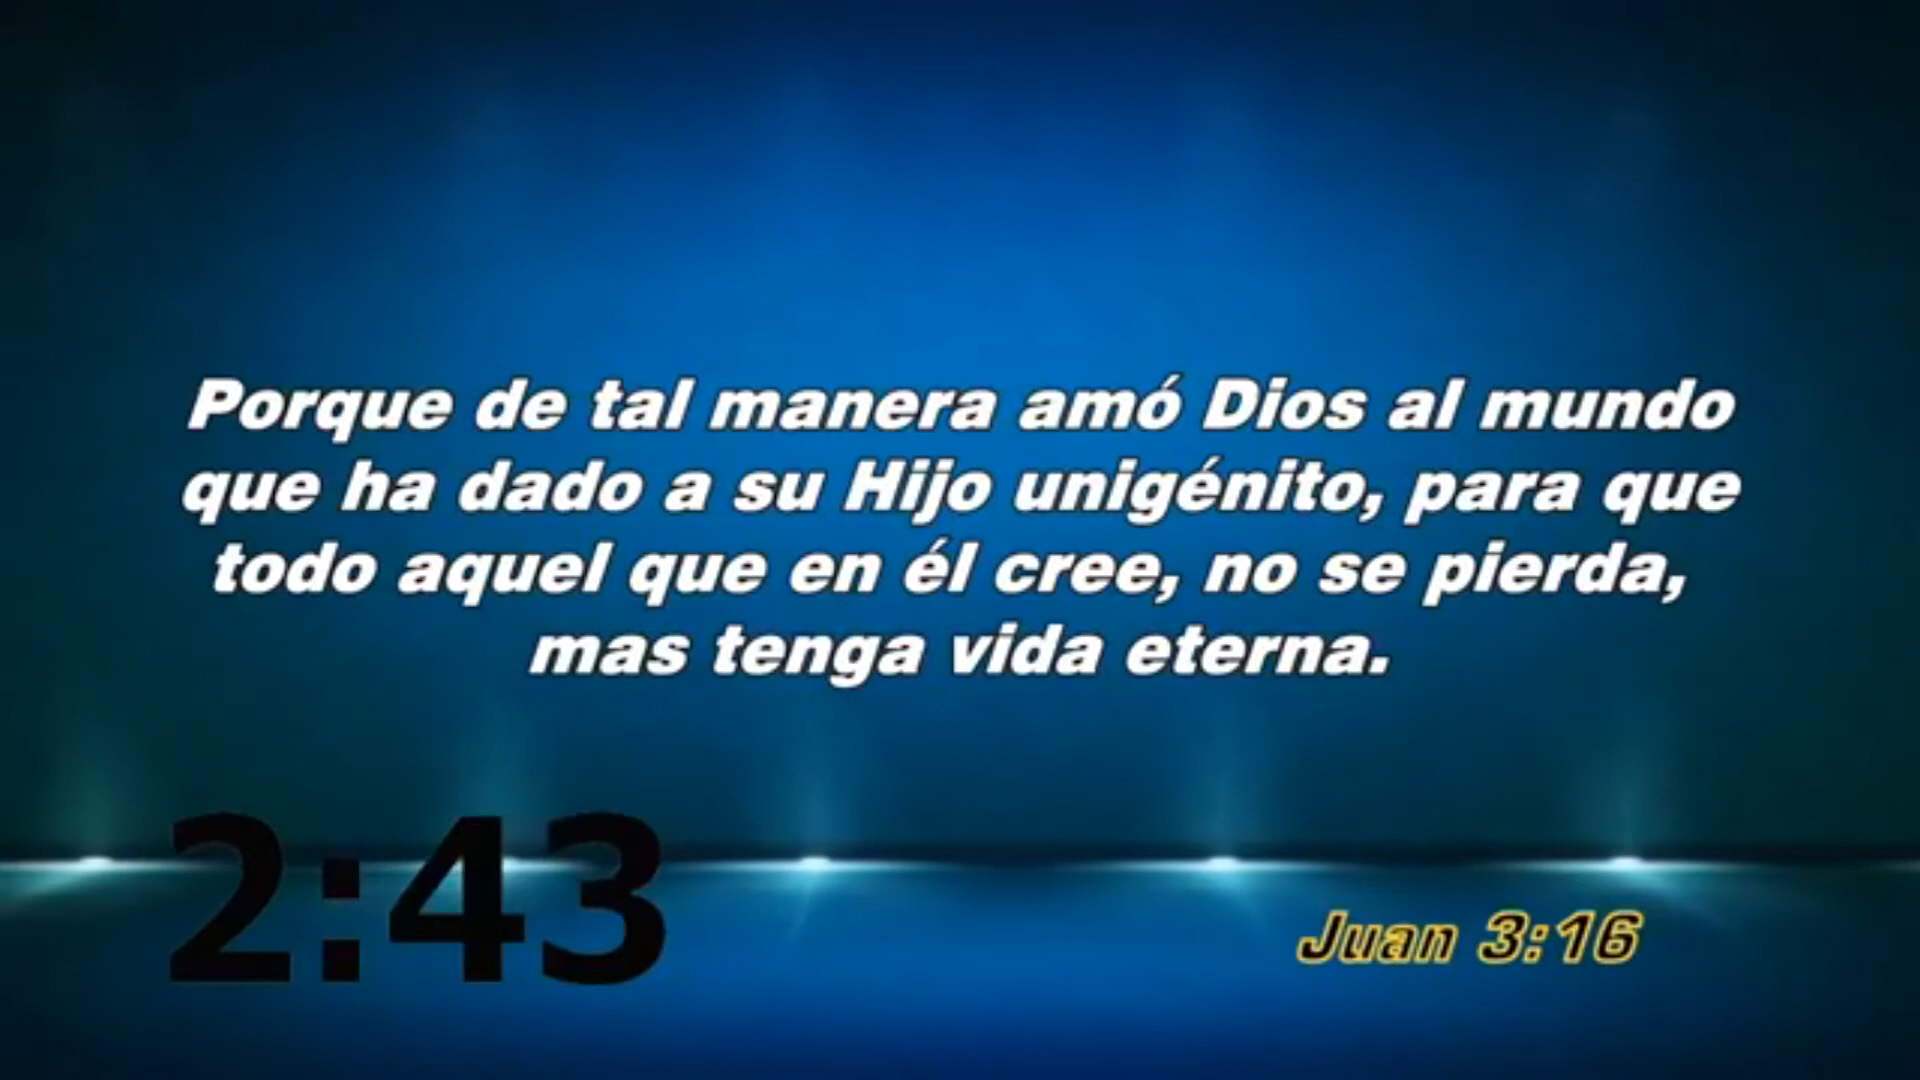 Porque de tal manera amó Dios al mundo
que ha dado a su Hijo unigénito, para que
todo aquel que en él cree, no se pierda,
mas tenga vida eterna.
2:43
Juan 3:16